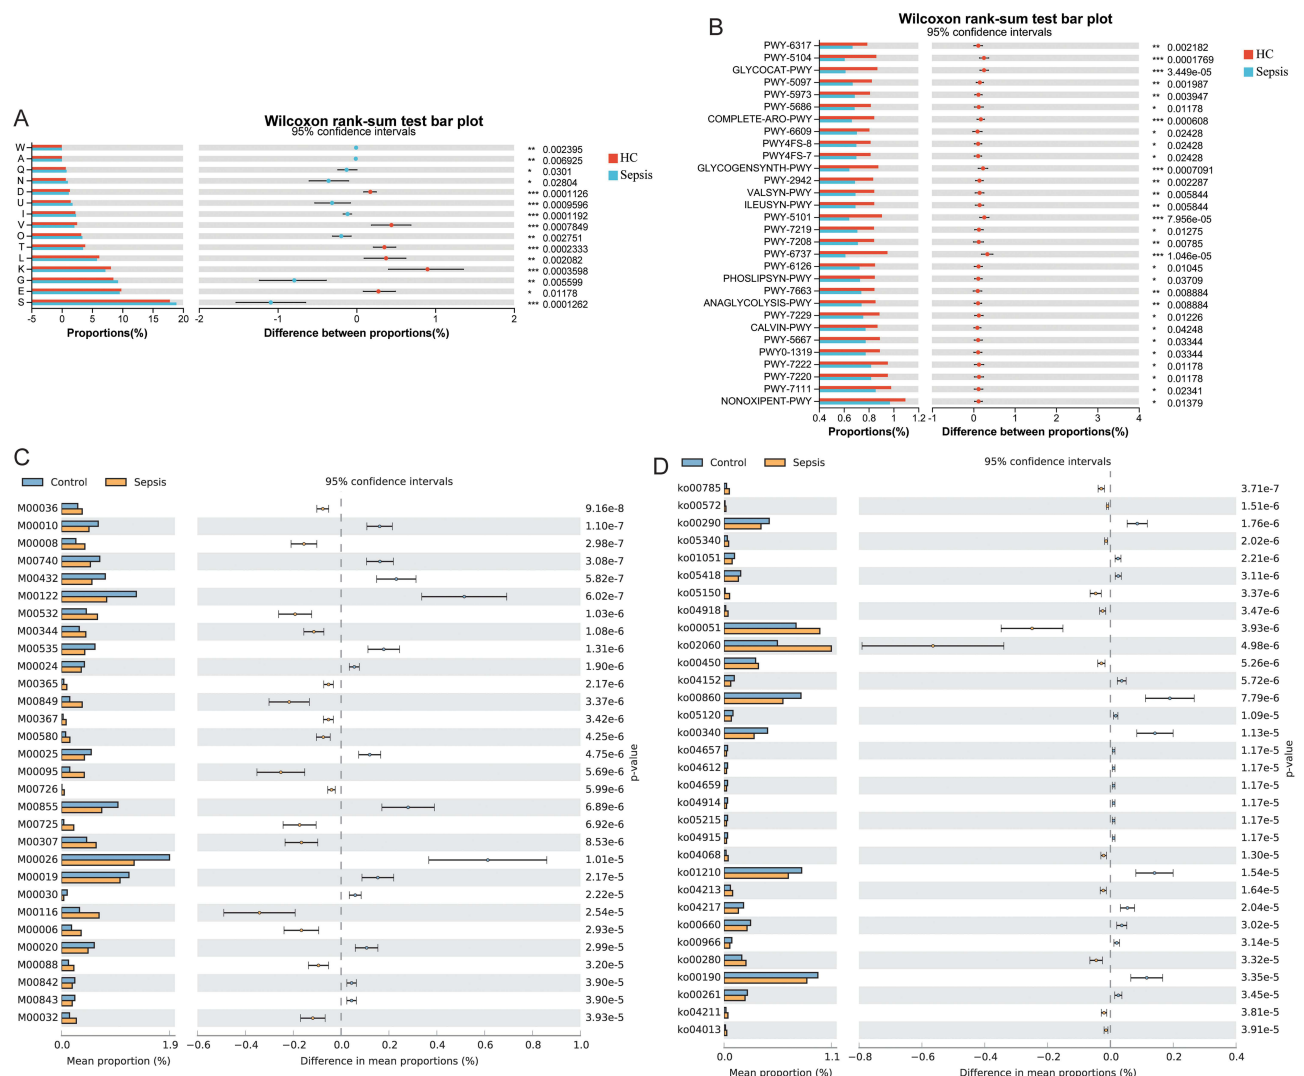 A
Wilcoxon rank-sum test bar plot
95% confidence intervals
W ** 0.002395
A ** 0.006925
Q * 0.0301
N * 0.02804
D *** 0.0001126
U *** 0.0009596
I *** 0.0001192
V *** 0.0007849
O ** 0.002751
T *** 0.0002333
L ** 0.002082
K *** 0.0003598
G ** 0.005599
E * 0.01178
S *** 0.0001262
HC
Sepsis
-5 0 5 10 15 20 -2 -1 0 1 2
Proportions(%) Difference between proportions(%)
B
Wilcoxon rank-sum test bar plot
95% confidence intervals
PWY-6317 ** 0.002182
PWY-5104 *** 0.0001769
GLYCOCAT-PWY *** 3.449e-05
PWY-5097 ** 0.001987
PWY-5973 ** 0.003947
PWY-5686 * 0.01178
COMPLETE-ARO-PWY *** 0.000608
PWY-6609 * 0.02428
PWY4FS-8 * 0.02428
PWY4FS-7 * 0.02428
GLYCOGENSYNTH-PWY *** 0.0007091
PWY-2942 ** 0.002287
VALSYN-PWY ** 0.005844
ILEUSYN-PWY ** 0.005844
PWY-5101 *** 7.956e-05
PWY-7219 * 0.01275
PWY-7208 ** 0.00785
PWY-6737 *** 1.046e-05
PWY-6126 * 0.01045
PHOSLIPSYN-PWY * 0.03709
PWY-7663 ** 0.008884
ANAGLYCOLYSIS-PWY ** 0.008884
PWY-7229 * 0.01226
CALVIN-PWY * 0.04248
PWY-5667 * 0.03344
PWY0-1319 * 0.03344
PWY-7222 * 0.01178
PWY-7220 * 0.01178
PWY-7111 * 0.02341
NONOXIPENT-PWY * 0.01379
HC
Sepsis
0.4 0.6 0.8 1 1.2 -1 0 1 2 3 4
Proportions(%) Difference between proportions(%)
C
Control Sepsis 95% confidence intervals
M00036 9.16e-8
M00010 1.10e-7
M00008 2.98e-7
M00740 3.08e-7
M00432 5.82e-7
M00122 6.02e-7
M00532 1.03e-6
M00344 1.08e-6
M00535 1.31e-6
M00024 1.90e-6
M00365 2.17e-6
M00849 3.37e-6
M00367 3.42e-6
M00580 4.25e-6
M00025 4.75e-6
M00095 5.69e-6
M00726 5.99e-6
M00855 6.89e-6
M00725 6.92e-6
M00307 8.53e-6
M00026 1.01e-5
M00019 2.17e-5
M00030 2.22e-5
M00116 2.54e-5
M00006 2.93e-5
M00020 2.99e-5
M00088 3.20e-5
M00842 3.90e-5
M00843 3.90e-5
M00032 3.93e-5
p-value
0.0 1.9 −0.6 −0.4 −0.2 0.0 0.2 0.4 0.6 0.8 1.0
Mean proportion (%) Difference in mean proportions (%)
D
Control Sepsis 95% confidence intervals
ko00785 3.71e-7
ko00572 1.51e-6
ko00290 1.76e-6
ko05340 2.02e-6
ko01051 2.21e-6
ko05418 3.11e-6
ko05150 3.37e-6
ko04918 3.47e-6
ko00051 3.93e-6
ko02060 4.98e-6
ko00450 5.26e-6
ko04152 5.72e-6
ko00860 7.79e-6
ko05120 1.09e-5
ko00340 1.13e-5
ko04657 1.17e-5
ko04612 1.17e-5
ko04659 1.17e-5
ko04914 1.17e-5
ko05215 1.17e-5
ko04915 1.17e-5
ko04068 1.30e-5
ko01210 1.54e-5
ko04213 1.64e-5
ko04217 2.04e-5
ko00660 3.02e-5
ko00966 3.14e-5
ko00280 3.32e-5
ko00190 3.35e-5
ko00261 3.45e-5
ko04211 3.81e-5
ko04013 3.91e-5
p-value
0.0 1.1 −0.8 −0.6 −0.4 −0.2 0.0 0.2 0.4
Mean proportion (%) Difference in mean proportions (%)